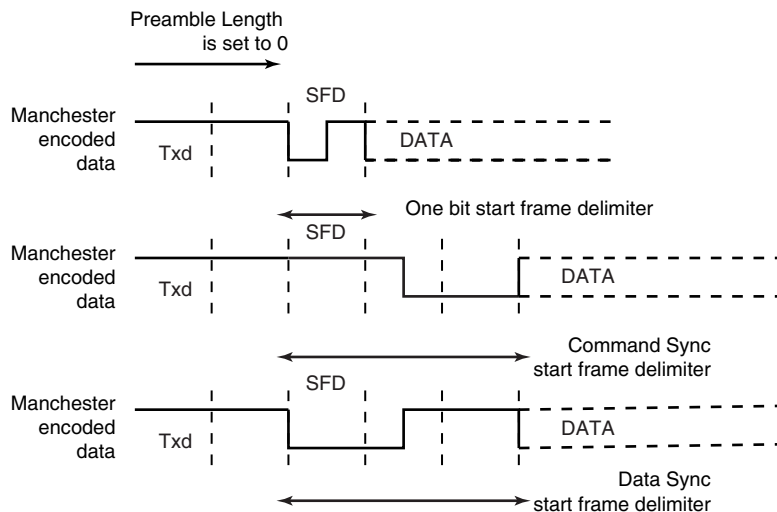 Preamble Length
is set to 0
SFD
Manchester
encoded
data
Txd
DATA
One bit start frame delimiter
SFD
Manchester
encoded
data
Txd
DATA
Command Sync
start frame delimiter
SFD
Manchester
encoded
data
Txd
DATA
Data Sync
start frame delimiter